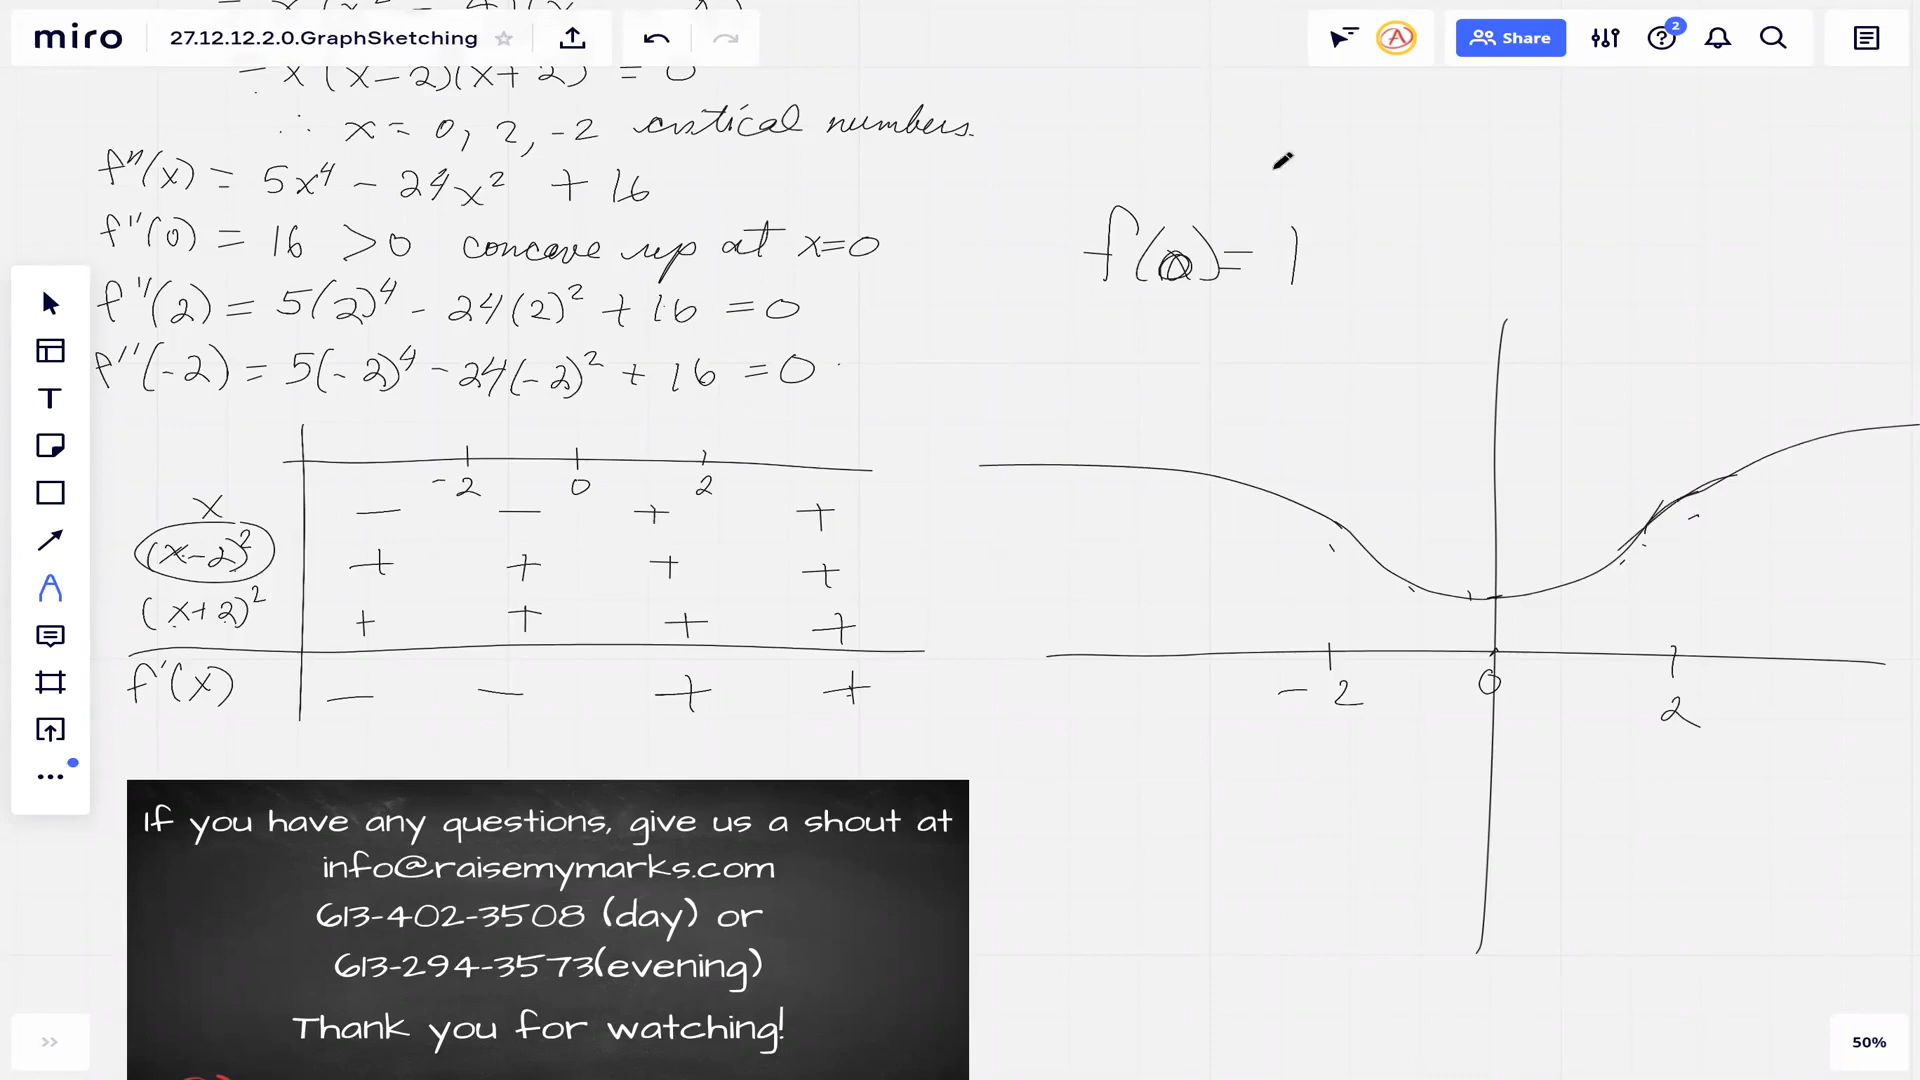 miro
27.12.12.2.0.GraphSketching
Share
2
= x(x-2)(x+2) = 0
∴ x = 0, 2, -2 critical numbers.
f''(x) = 5x⁴ - 24x² + 16
f''(0) = 16 > 0 concave up at x=0
f''(2) = 5(2)⁴ - 24(2)² + 16 = 0
f''(-2) = 5(-2)⁴ - 24(-2)² + 16 = 0
-2 0 2
x - - + +
(x-2)² + + + +
(x+2)² + + + +
f'(x) - - + +
f(0) = 1
-2 0 2
If you have any questions, give us a shout at
info@raisemymarks.com
613-402-3508 (day) or
613-294-3573(evening)
Thank you for watching!
50%